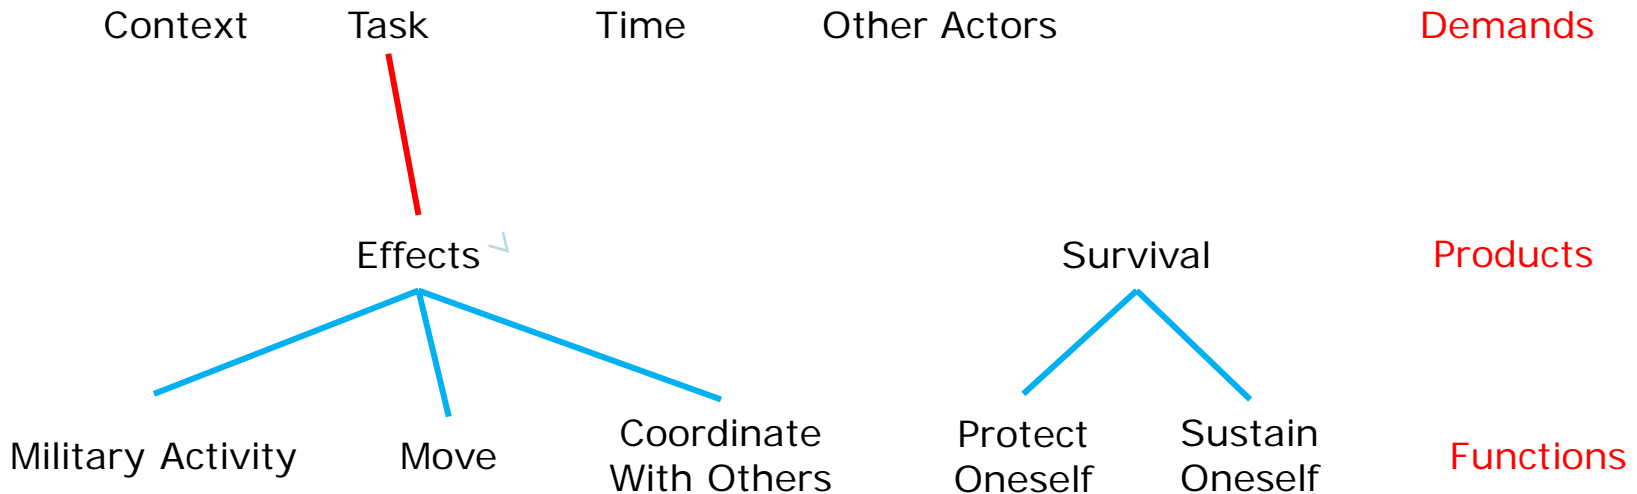 Context Task Time Other Actors Demands
Effects Survival Products
Military Activity Move Coordinate With Others Protect Oneself Sustain Oneself Functions